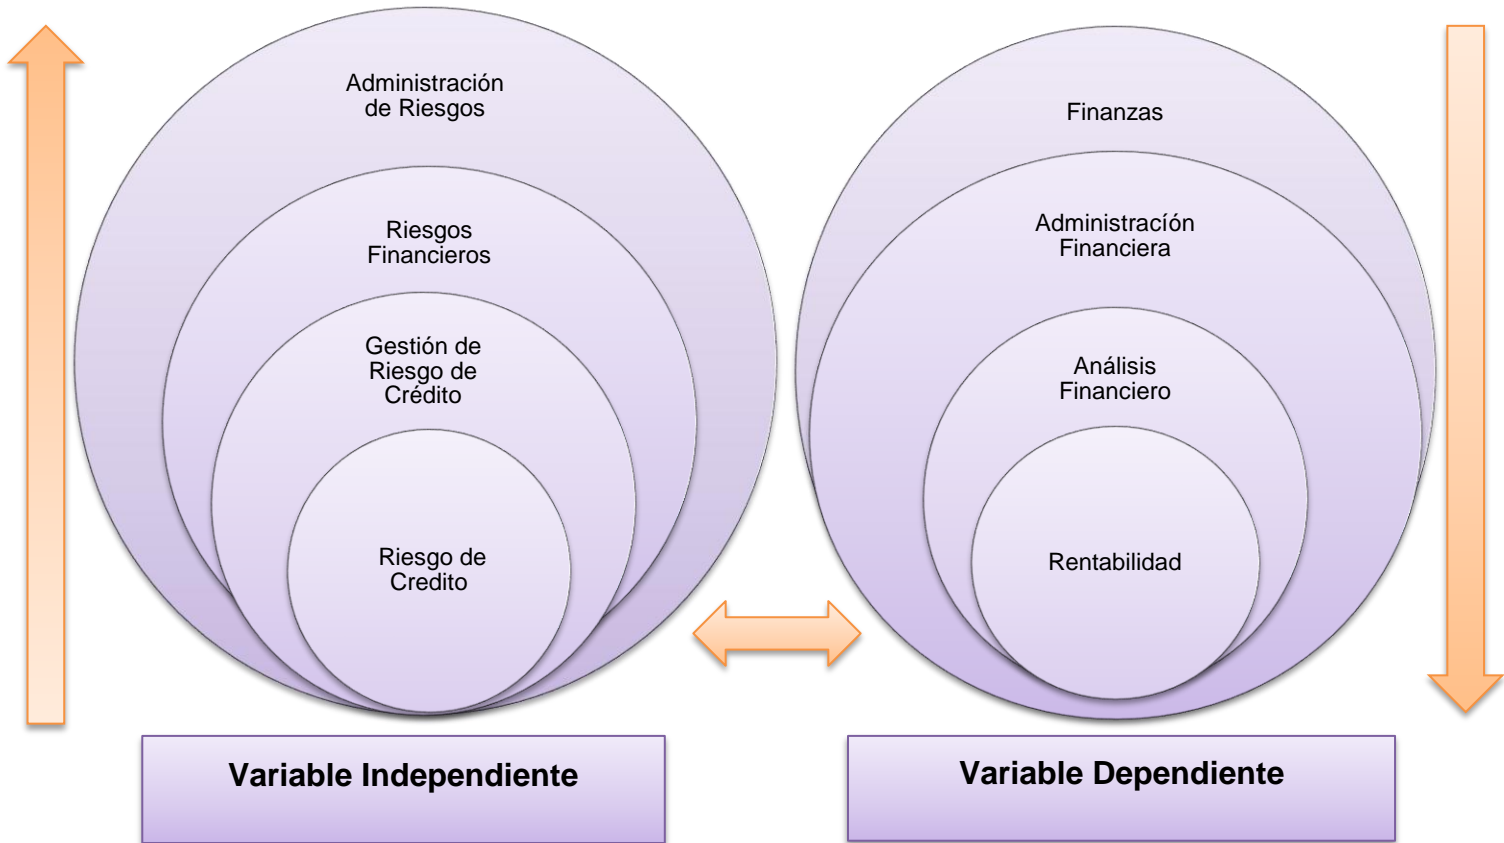 Administración
de Riesgos
Riesgos
Financieros
Gestión de
Riesgo de
Crédito
Riesgo de
Credito
Variable Independiente
Finanzas
Administracíón
Financiera
Análisis
Financiero
Rentabilidad
Variable Dependiente